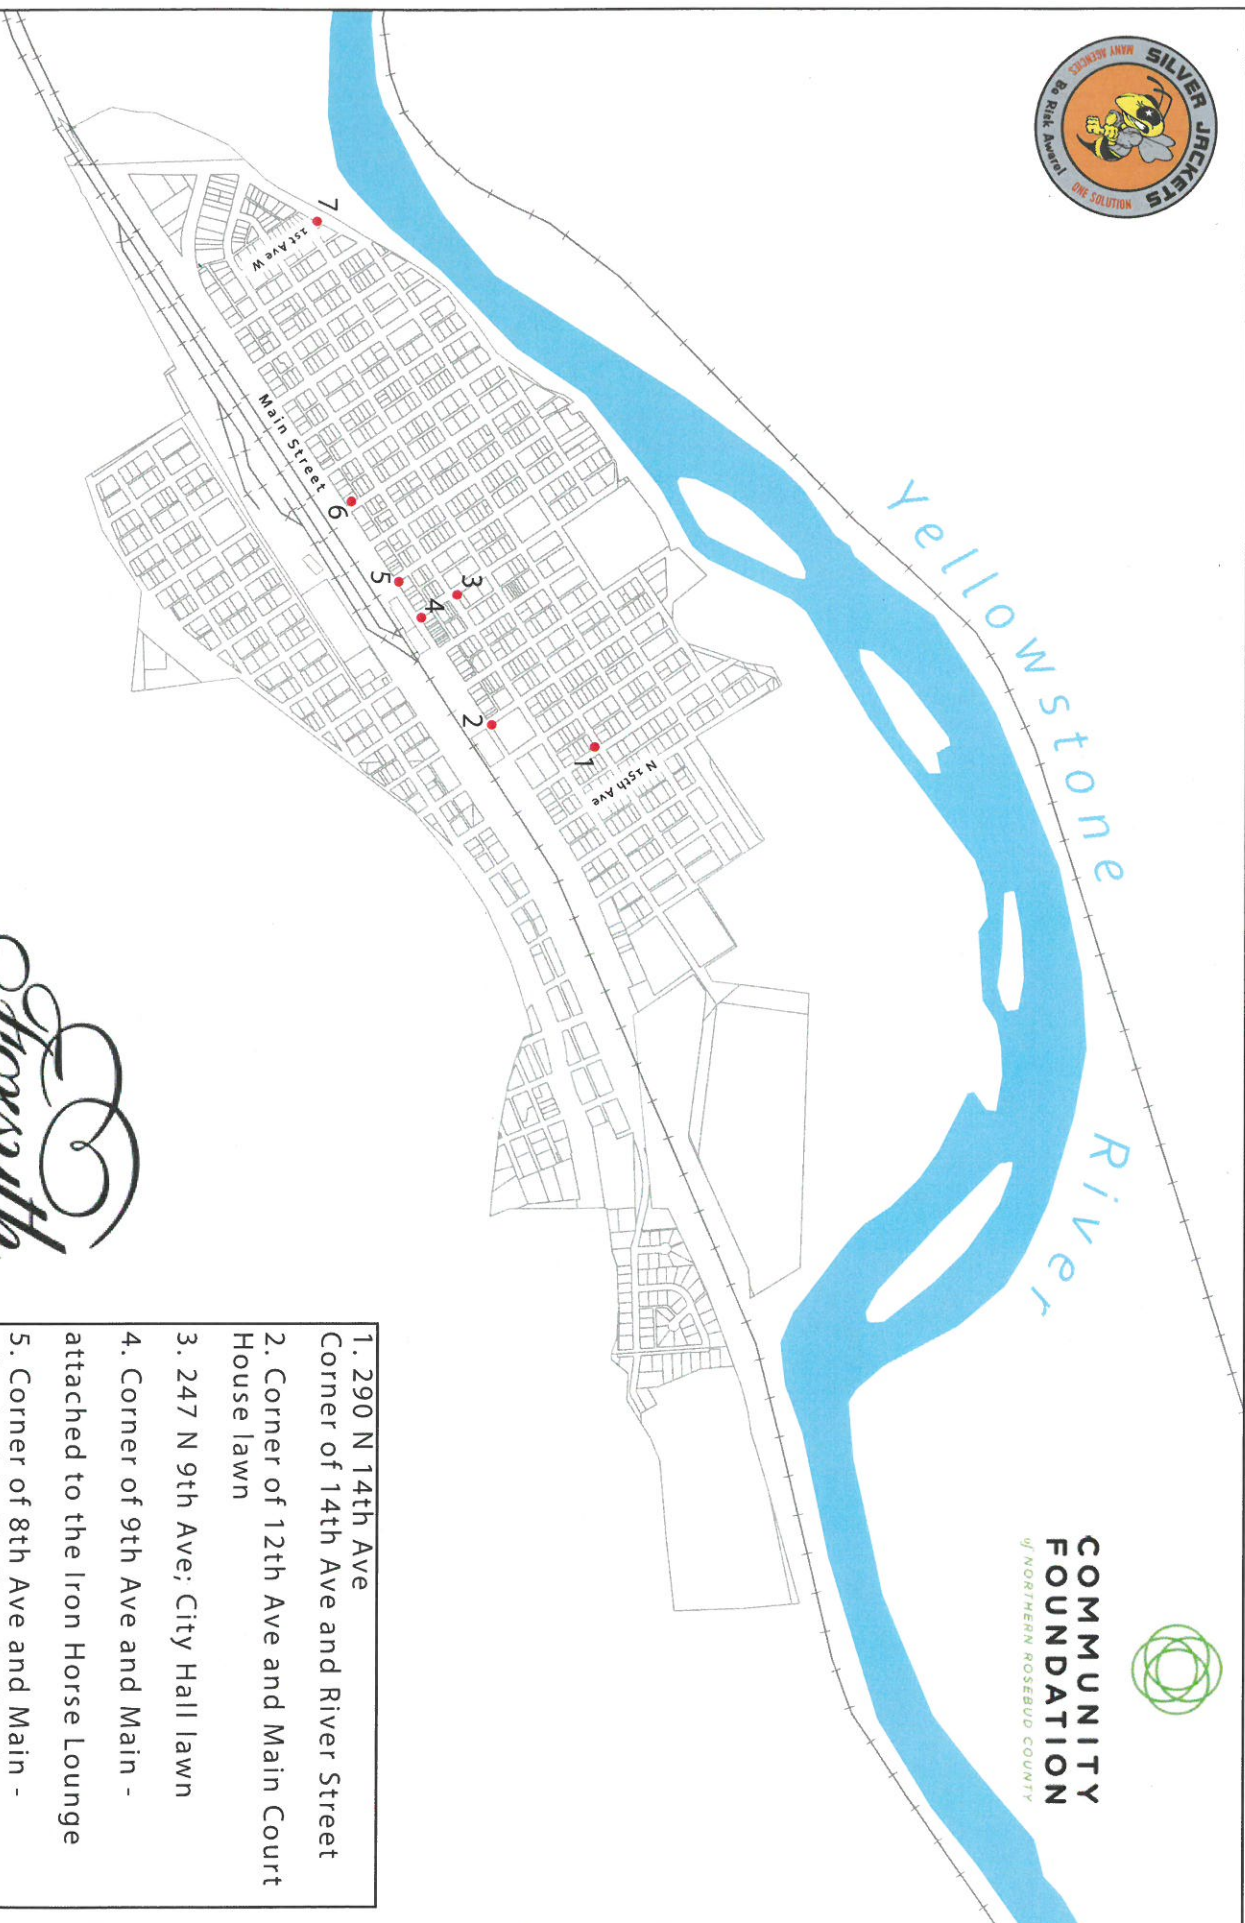 SILVER JACKETS
MANY AGENCIES
ONE SOLUTION
Be Risk Aware!
Yellowstone River
COMMUNITY
FOUNDATION
of NORTHERN ROSEBUD COUNTY
7
1st Ave W
Main Street
6
5
4
3
2
1
N 15th Ave
Forsyth
1. 290 N 14th Ave
Corner of 14th Ave and River Street
2. Corner of 12th Ave and Main Court
House lawn
3. 247 N 9th Ave; City Hall lawn
4. Corner of 9th Ave and Main -
attached to the Iron Horse Lounge
5. Corner of 8th Ave and Main -